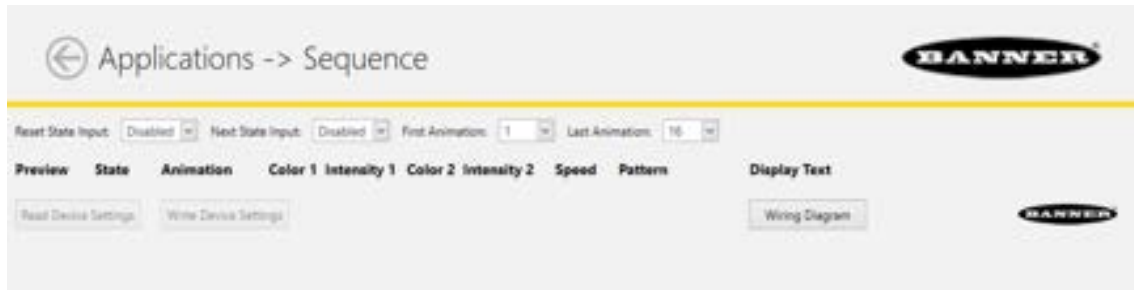 Applications -> Sequence
BANNER
Reset State Input: Disabled Next State Input: Disabled First Animation: 1 Last Animation: 16
Preview State Animation Color 1 Intensity 1 Color 2 Intensity 2 Speed Pattern Display Text
Read Device Settings Write Device Settings Wiring Diagram BANNER